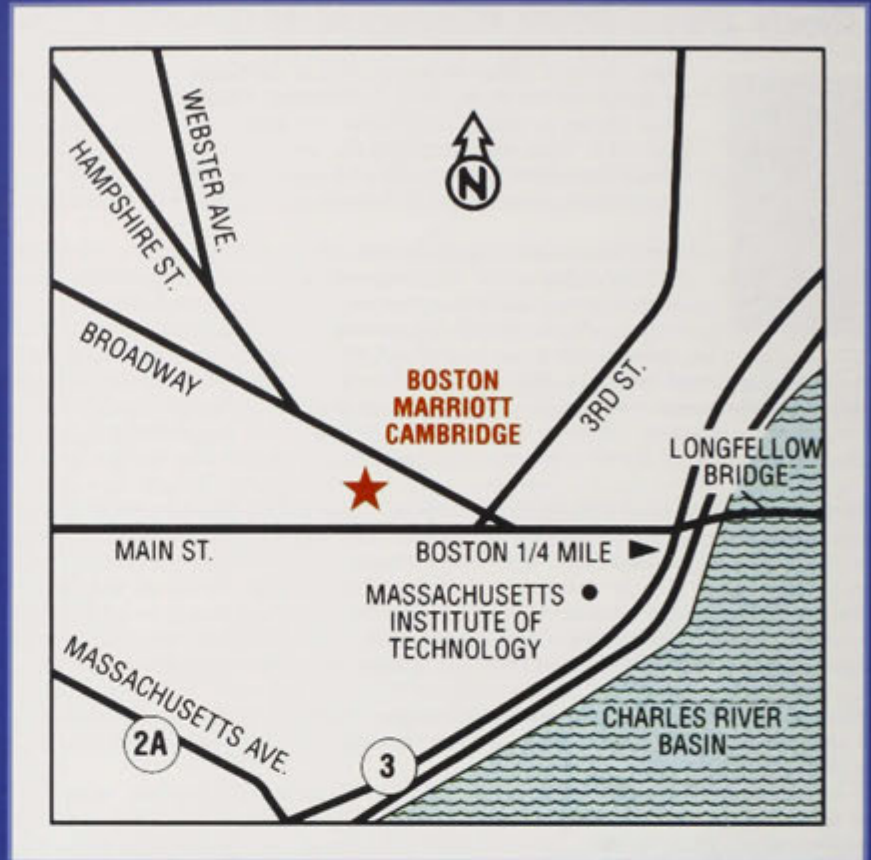 WEBSTER AVE.
HAMPSHIRE ST.
N
BROADWAY
BOSTON
MARRIOTT
CAMBRIDGE
3RD ST.
LONGFELLOW
BRIDGE
MAIN ST.
BOSTON 1/4 MILE
MASSACHUSETTS
INSTITUTE OF
TECHNOLOGY
MASSACHUSETTS AVE.
2A
3
CHARLES RIVER
BASIN